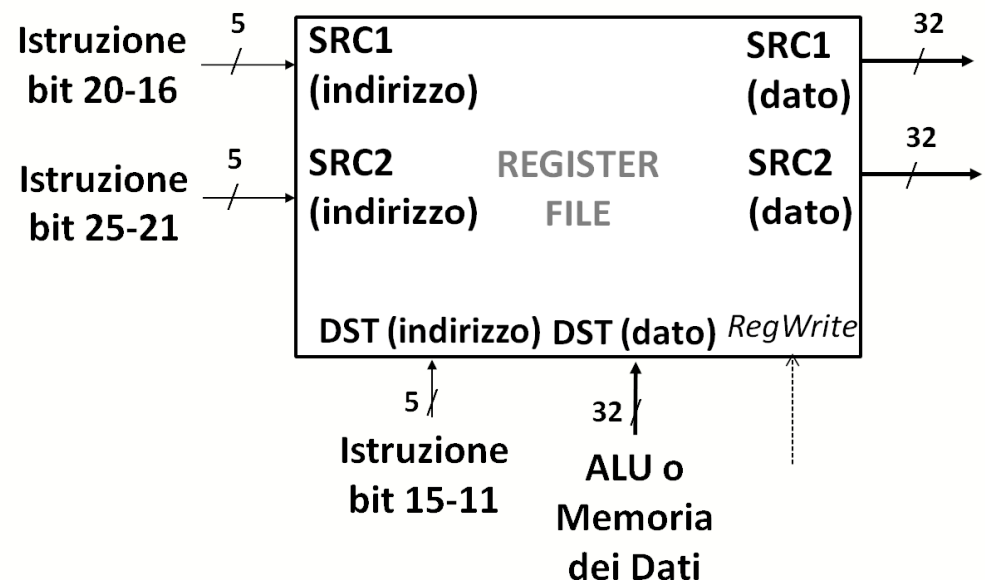 Istruzione
bit 20-16
5
SRC1
(indirizzo)
SRC1
(dato)
32
Istruzione
bit 25-21
5
SRC2
(indirizzo)
REGISTER
FILE
SRC2
(dato)
32
DST (indirizzo)
DST (dato)
RegWrite
5
32
Istruzione
bit 15-11
ALU o
Memoria
dei Dati